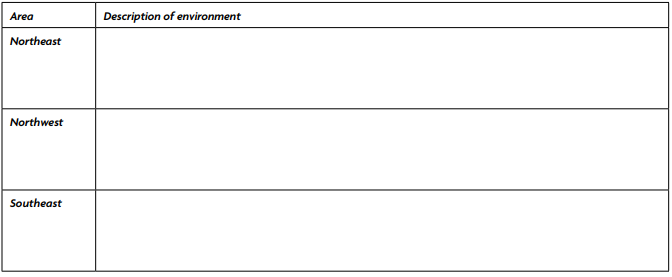 Area Description of environment
Northeast
Northwest
Southeast